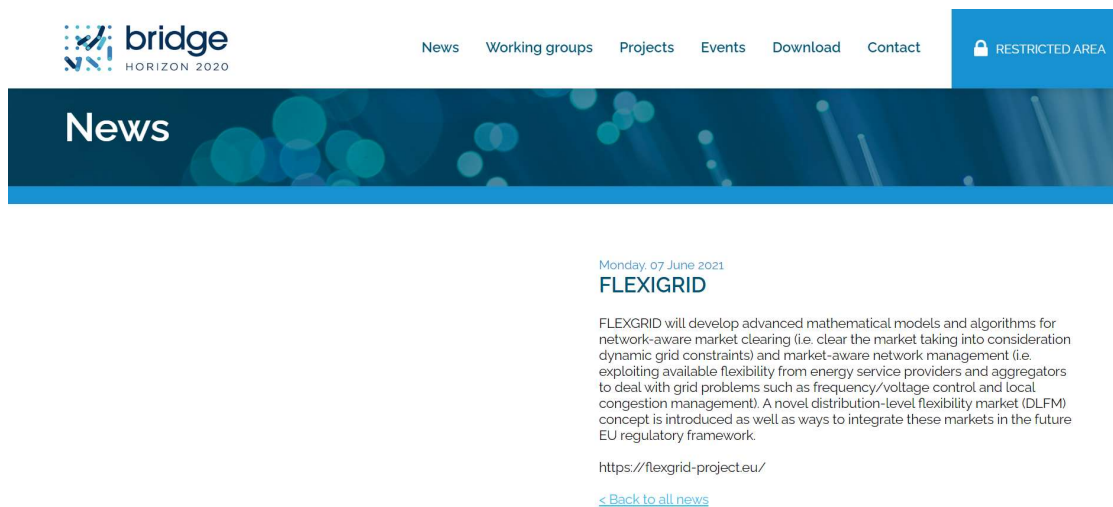 bridge
HORIZON 2020
News Working groups Projects Events Download Contact RESTRICTED AREA
News
Monday, 07 June 2021
FLEXIGRID
FLEXGRID will develop advanced mathematical models and algorithms for
network-aware market clearing (i.e. clear the market taking into consideration
dynamic grid constraints) and market-aware network management (i.e.
exploiting available flexibility from energy service providers and aggregators
to deal with grid problems such as frequency/voltage control and local
congestion management). A novel distribution-level flexibility market (DLFM)
concept is introduced as well as ways to integrate these markets in the future
EU regulatory framework.
https://flexgrid-project.eu/
< Back to all news